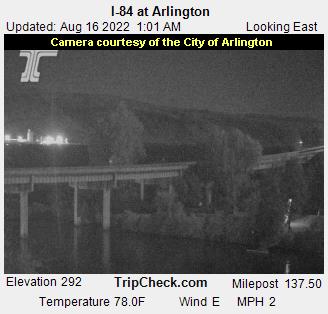 I-84 at Arlington
Updated: Aug 16 2022 1:01 AM Looking East
Camera courtesy of the City of Arlington
Elevation 292 TripCheck.com Milepost 137.50
Temperature 78.0F Wind E MPH 2